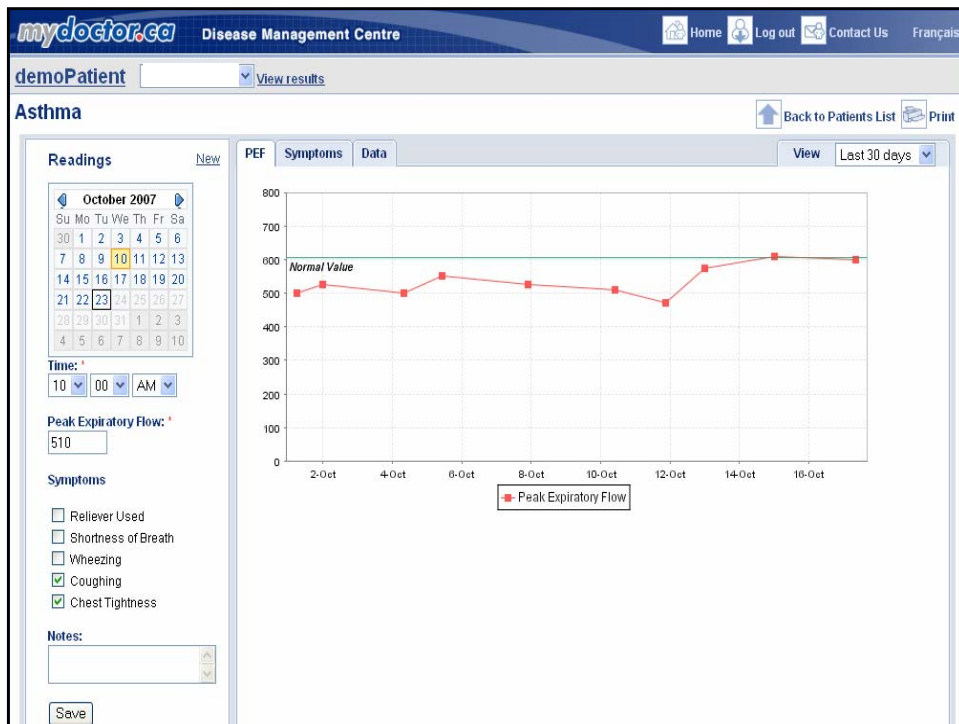 mydoctor.ca Disease Management Centre Home Log out Contact Us Français
demoPatient View results
Asthma Back to Patients List Print
Readings New
October 2007
Su Mo Tu We Th Fr Sa
30 1 2 3 4 5 6
7 8 9 10 11 12 13
14 15 16 17 18 19 20
21 22 23 24 25 26 27
28 29 30 31 1 2 3
4 5 6 7 8 9 10
Time: *
10 00 AM
Peak Expiratory Flow: *
510
Symptoms
Reliever Used
Shortness of Breath
Wheezing
Coughing
Chest Tightness
Notes:
Save
PEF Symptoms Data View Last 30 days
800
700
600
500
400
300
200
100
0
Normal Value
2-Oct 4-Oct 6-Oct 8-Oct 10-Oct 12-Oct 14-Oct 16-Oct
Peak Expiratory Flow